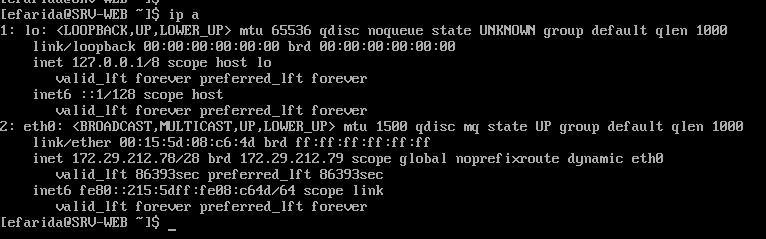 [efarida@SRV-WEB ~]$ ip a
1: lo: <LOOPBACK,UP,LOWER_UP> mtu 65536 qdisc noqueue state UNKNOWN group default qlen 1000
    link/loopback 00:00:00:00:00:00 brd 00:00:00:00:00:00
    inet 127.0.0.1/8 scope host lo
       valid_lft forever preferred_lft forever
    inet6 ::1/128 scope host
       valid_lft forever preferred_lft forever
2: eth0: <BROADCAST,MULTICAST,UP,LOWER_UP> mtu 1500 qdisc mq state UP group default qlen 1000
    link/ether 00:15:5d:08:c6:4d brd ff:ff:ff:ff:ff:ff
    inet 172.29.212.78/28 brd 172.29.212.79 scope global noprefixroute dynamic eth0
       valid_lft 86393sec preferred_lft 86393sec
    inet6 fe80::215:5dff:fe08:c64d/64 scope link
       valid_lft forever preferred_lft forever
[efarida@SRV-WEB ~]$ _